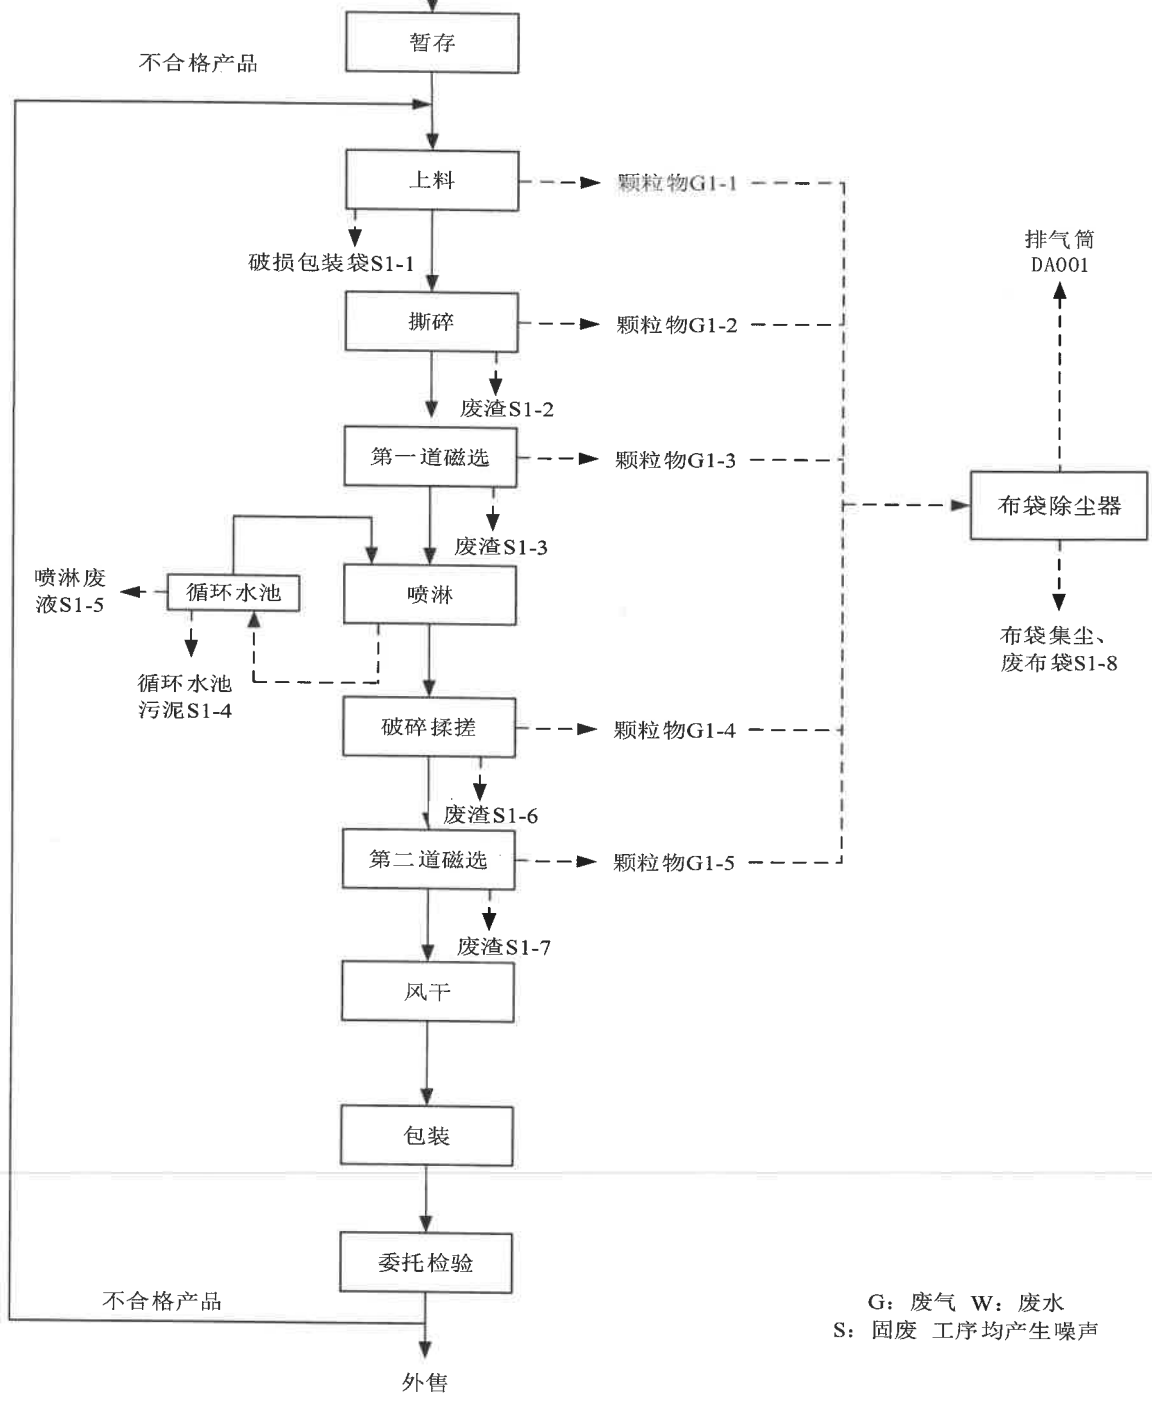 暂存
不合格产品
上料
颗粒物G1-1
破损包装袋S1-1
排气筒
DA001
撕碎
颗粒物G1-2
废渣S1-2
第一道磁选
颗粒物G1-3
布袋除尘器
废渣S1-3
喷淋废
液S1-5
循环水池
喷淋
布袋集尘、
废布袋S1-8
循环水池
污泥S1-4
破碎揉搓
颗粒物G1-4
废渣S1-6
第二道磁选
颗粒物G1-5
废渣S1-7
风干
包装
委托检验
不合格产品
G：废气 W：废水
S：固废 工序均产生噪声
外售